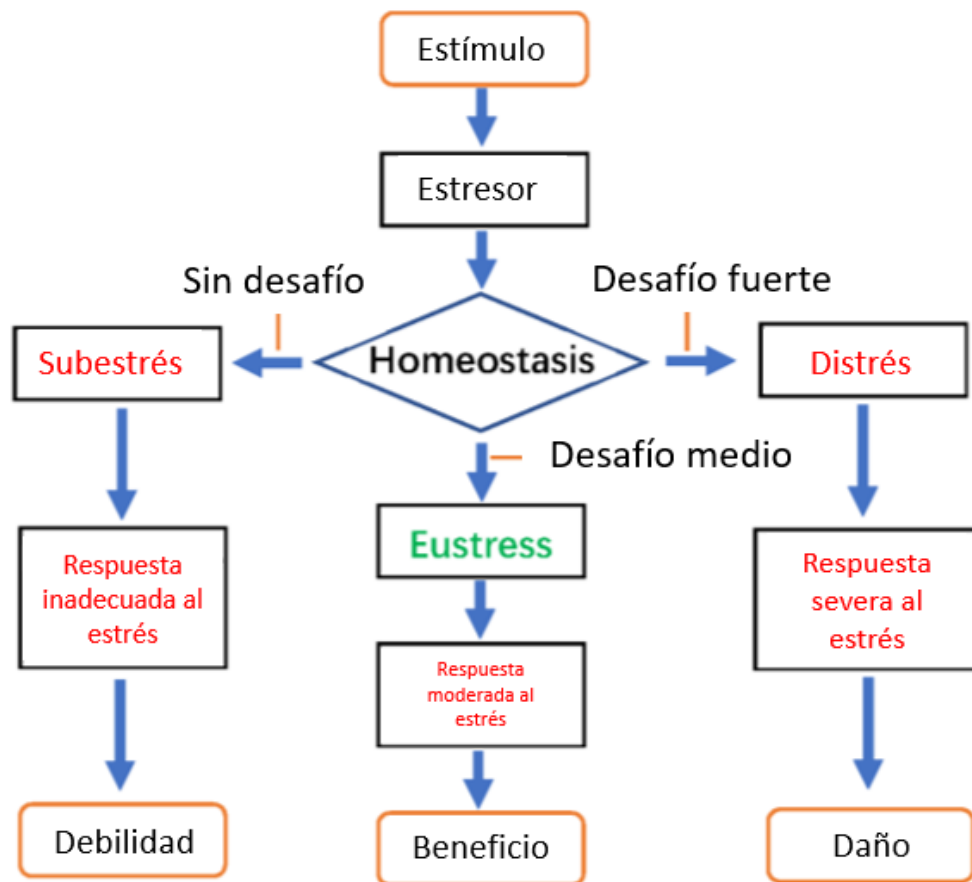 Estímulo
Estresor
Sin desafío
Desafío fuerte
Subestrés
Homeostasis
Distrés
Desafío medio
Eustress
Respuesta
inadecuada al
estrés
Respuesta
moderada al
estrés
Respuesta
severa al
estrés
Debilidad
Beneficio
Daño